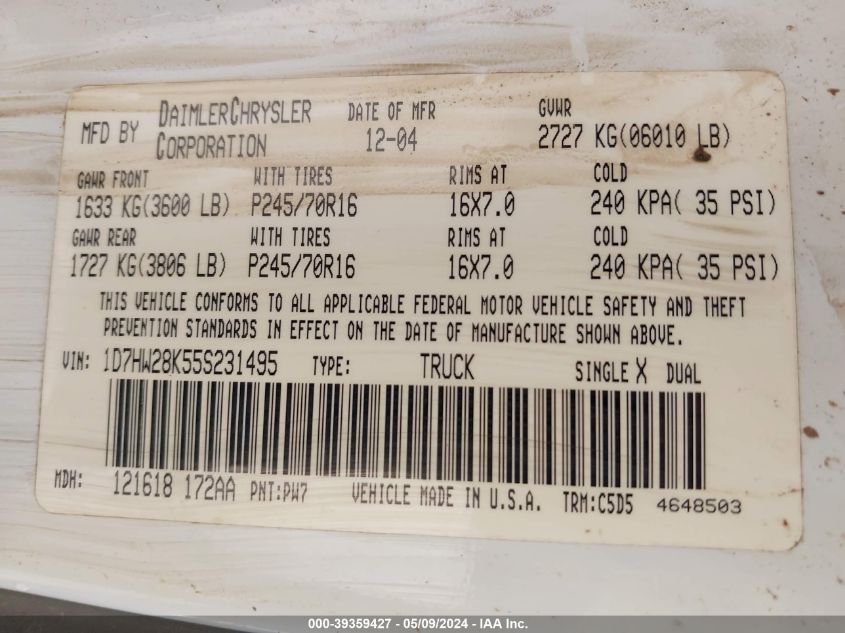 MFD BY DAIMLERCHRYSLER CORPORATION DATE OF MFR 12-04 GVWR 2727 KG(06010 LB)
GAWR FRONT WITH TIRES RIMS AT COLD
1633 KG(3600 LB) P245/70R16 16X7.0 240 KPA( 35 PSI)
GAWR REAR WITH TIRES RIMS AT COLD
1727 KG(3806 LB) P245/70R16 16X7.0 240 KPA( 35 PSI)
THIS VEHICLE CONFORMS TO ALL APPLICABLE FEDERAL MOTOR VEHICLE SAFETY AND THEFT
PREVENTION STANDARDS IN EFFECT ON THE DATE OF MANUFACTURE SHOWN ABOVE.
VIN: 1D7HW28K55S231495 TYPE: TRUCK SINGLE X DUAL
MDH: 121618 172AA PNT:PW7 VEHICLE MADE IN U.S.A. TRM:C5D5 4648503
000-39359427 - 05/09/2024 - IAA Inc.